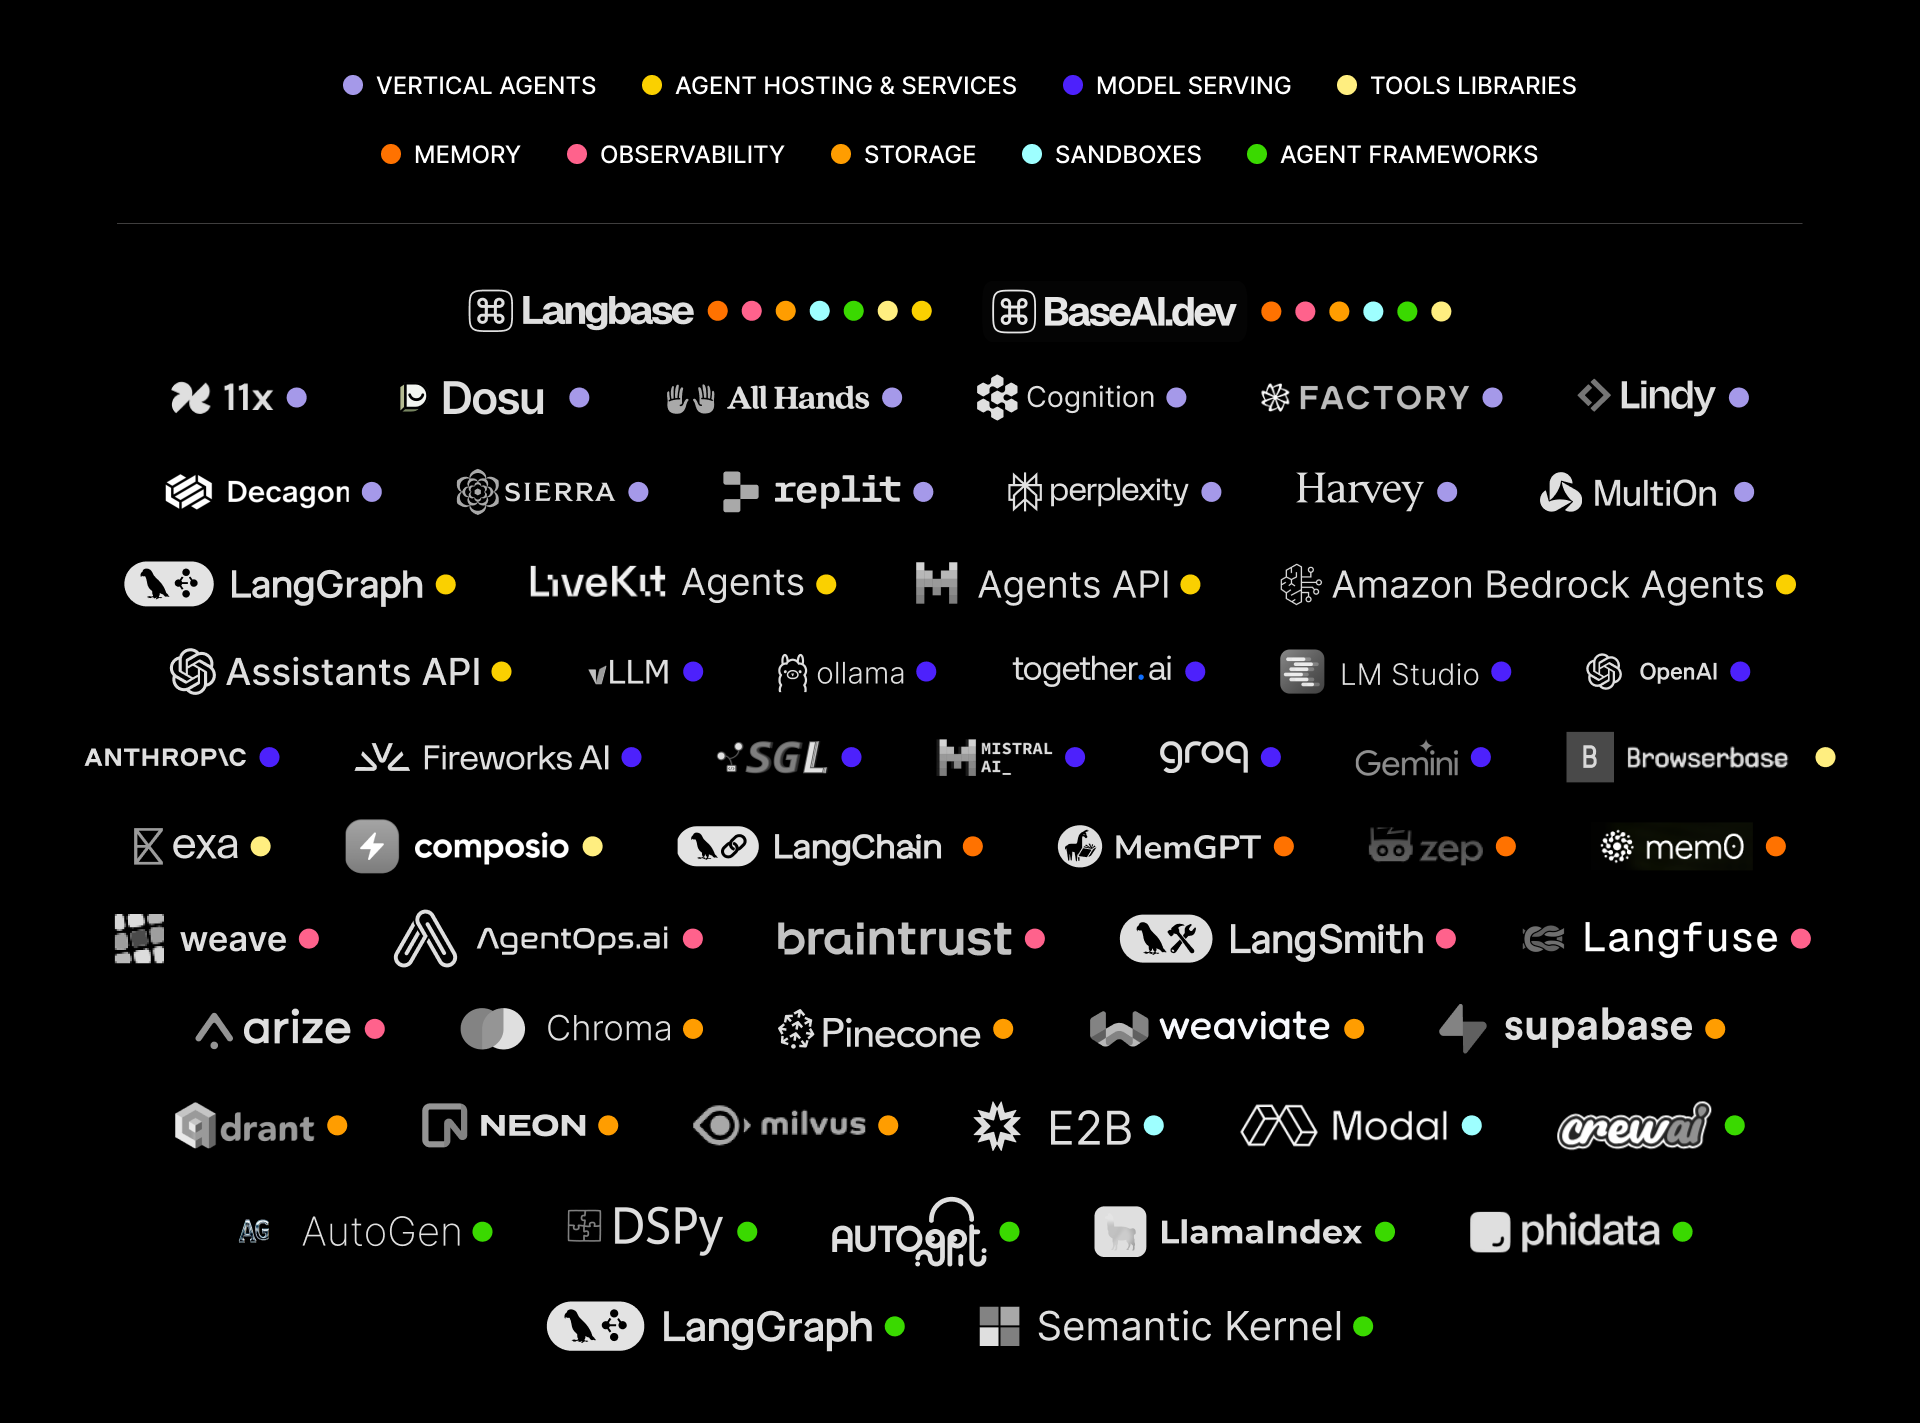 VERTICAL AGENTS AGENT HOSTING & SERVICES MODEL SERVING TOOLS LIBRARIES
MEMORY OBSERVABILITY STORAGE SANDBOXES AGENT FRAMEWORKS
Langbase BaseAI.dev
11x Dosu All Hands Cognition FACTORY Lindy
Decagon SIERRA replit perplexity Harvey MultiOn
LangGraph LiveKit Agents Agents API Amazon Bedrock Agents
Assistants API vLLM ollama together.ai LM Studio OpenAI
ANTHROP\C Fireworks AI SGL MISTRAL AI_ groq Gemini B Browserbase
exa composio LangChain MemGPT zep mem0
weave AgentOps.ai braintrust LangSmith Langfuse
arize Chroma Pinecone weaviate supabase
qdrant NEON milvus E2B Modal crewai
AG AutoGen DSPy AUTOgpt LlamaIndex phidata
LangGraph Semantic Kernel